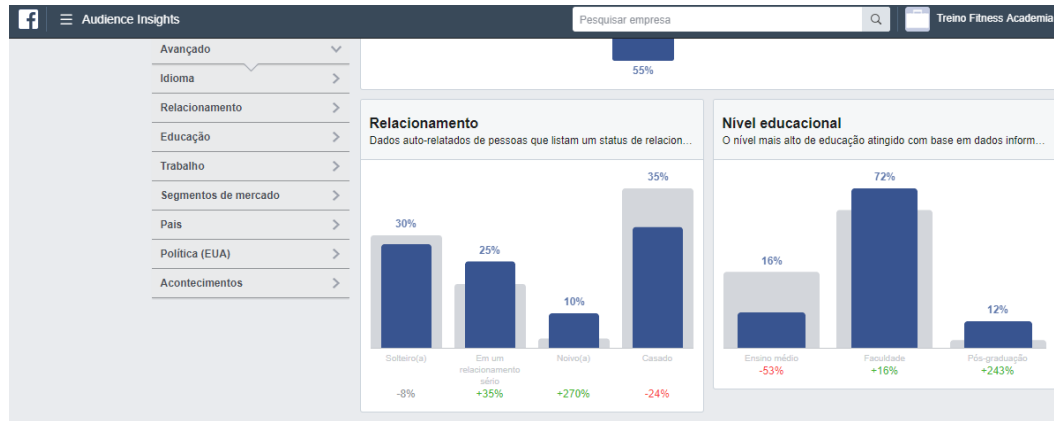 f Audience Insights Pesquisar empresa Treino Fitness Academia
Avançado
Idioma
Relacionamento
Educação
Trabalho
Segmentos de mercado
Pais
Política (EUA)
Acontecimentos
55%
Relacionamento
Dados auto-relatados de pessoas que listam um status de relacion...
30%
25%
10%
35%
Solteiro(a)
Em um
relacionamento
sério
Noivo(a)
Casado
-8%
+35%
+270%
-24%
Nível educacional
O nível mais alto de educação atingido com base em dados inform...
16%
72%
12%
Ensino médio
Faculdade
Pós-graduação
-53%
+16%
+243%